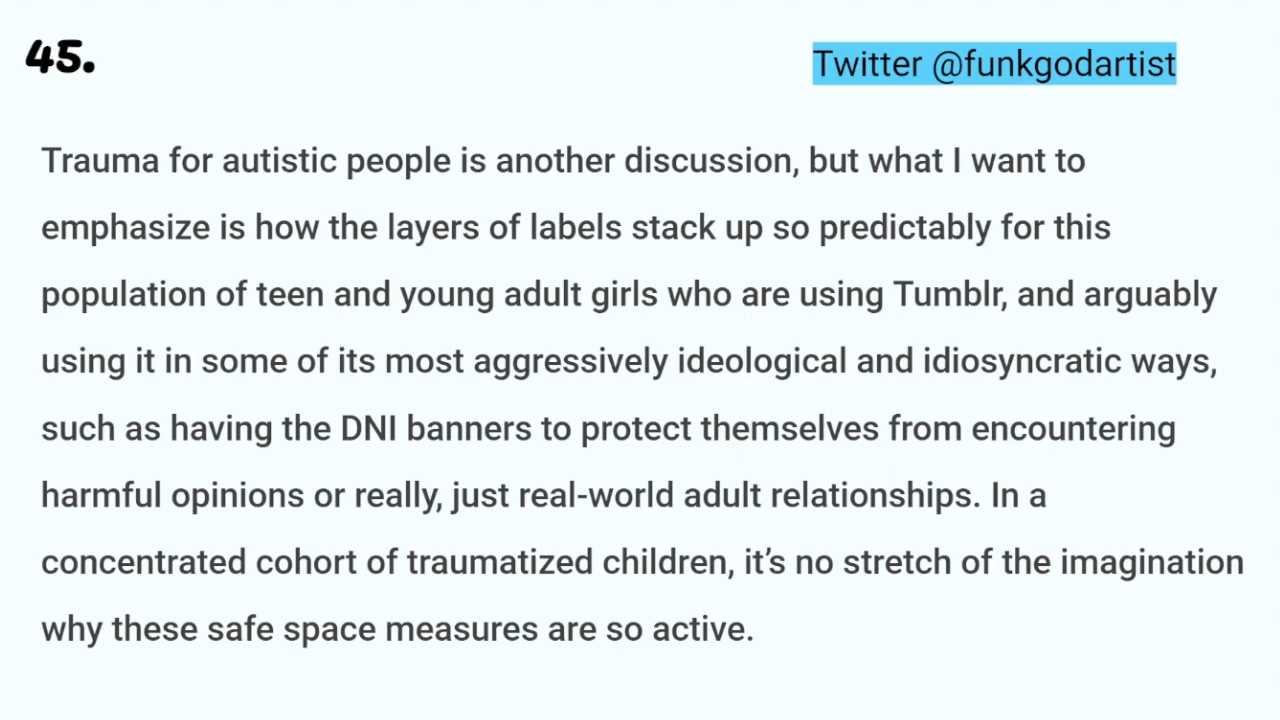 45.
Twitter @funkgodartist
Trauma for autistic people is another discussion, but what I want to
emphasize is how the layers of labels stack up so predictably for this
population of teen and young adult girls who are using Tumblr, and arguably
using it in some of its most aggressively ideological and idiosyncratic ways,
such as having the DNI banners to protect themselves from encountering
harmful opinions or really, just real-world adult relationships. In a
concentrated cohort of traumatized children, it’s no stretch of the imagination
why these safe space measures are so active.